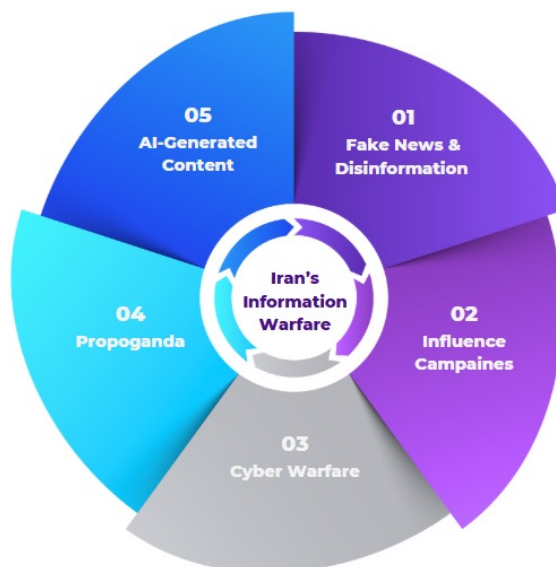 Iran's
Information
Warfare
01
Fake News &
Disinformation
02
Influence
Campaines
03
Cyber Warfare
04
Propoganda
05
AI-Generated
Content